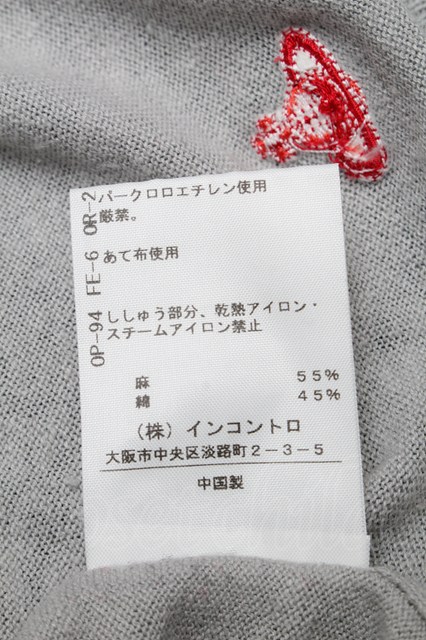 OR-2 パークロロエチレン使用
厳禁。
FE-6 あて布使用
OP-94 ししゅう部分、乾熱アイロン・
スチームアイロン禁止
麻 55%
綿 45%
（株）インコントロ
大阪市中央区淡路町2-3-5
中国製